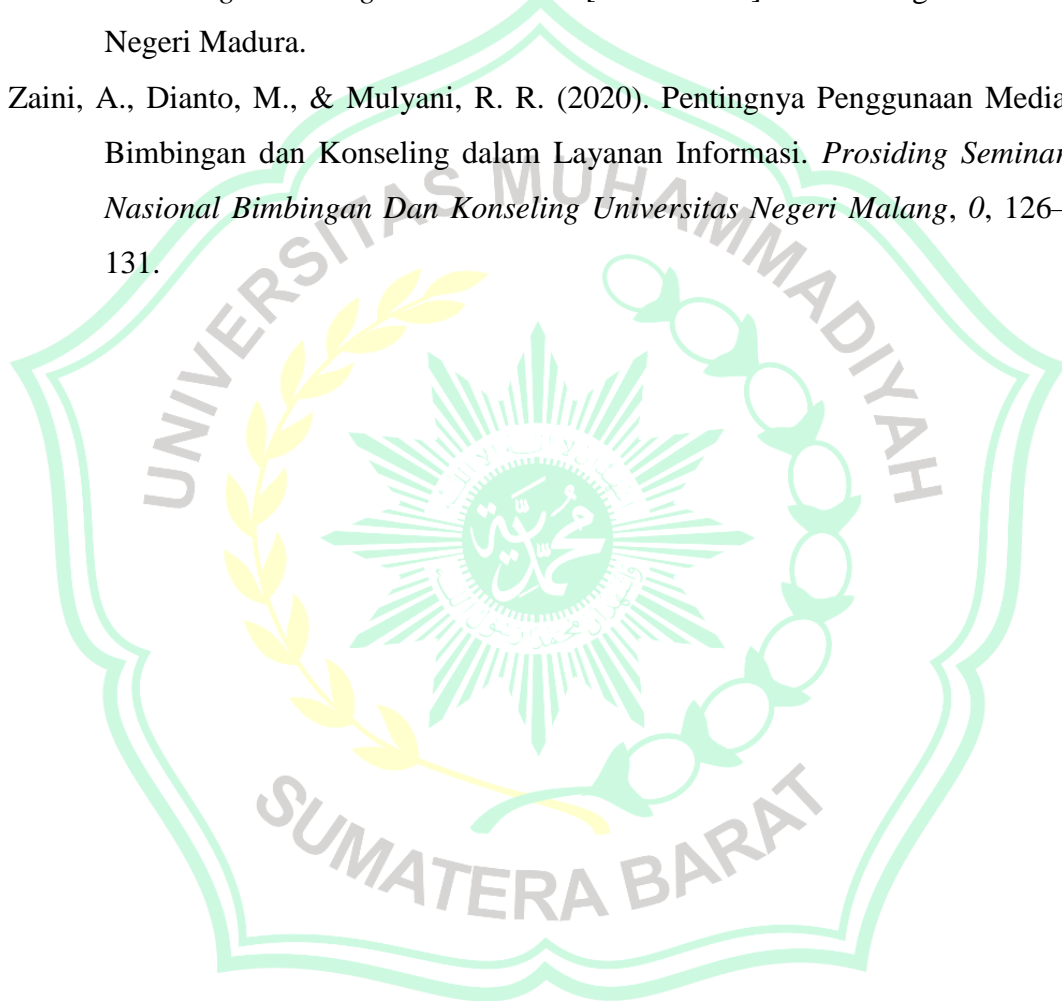 Negeri Madura.
Zaini, A., Dianto, M., & Mulyani, R. R. (2020). Pentingnya Penggunaan Media
Bimbingan dan Konseling dalam Layanan Informasi. Prosiding Seminar
Nasional Bimbingan Dan Konseling Universitas Negeri Malang, 0, 126–
131.
UNIVERSITAS MUHAMMADIYAH
محمدية
SUMATERA BARAT